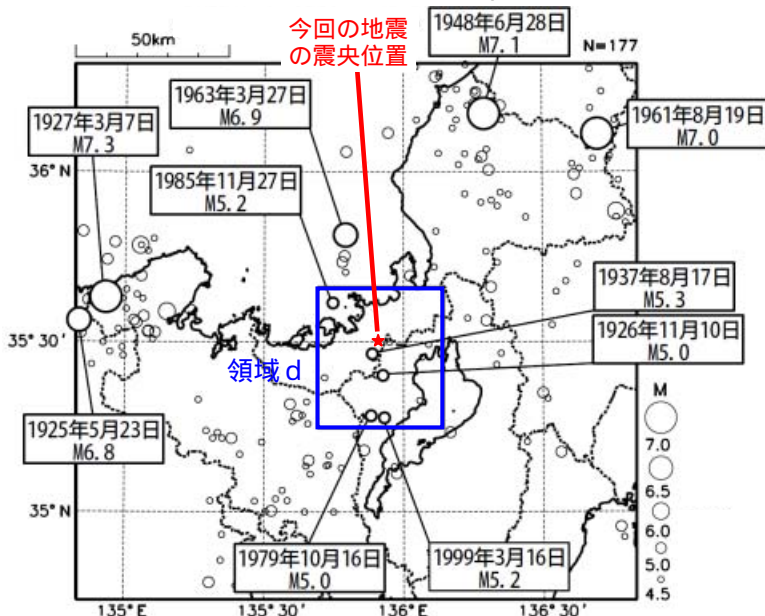 50km
今回の地震
の震央位置
1948年6月28日
M7.1
N=177
1963年3月27日
M6.9
1927年3月7日
M7.3
1961年8月19日
M7.0
36°N
1985年11月27日
M5.2
1937年8月17日
M5.3
35°30′
1926年11月10日
M5.0
領域d
M
7.0
6.5
6.0
5.0
4.5
1925年5月23日
M6.8
35°N
1979年10月16日
M5.0
1999年3月16日
M5.2
135°E
135°30′
136°E
136°30′